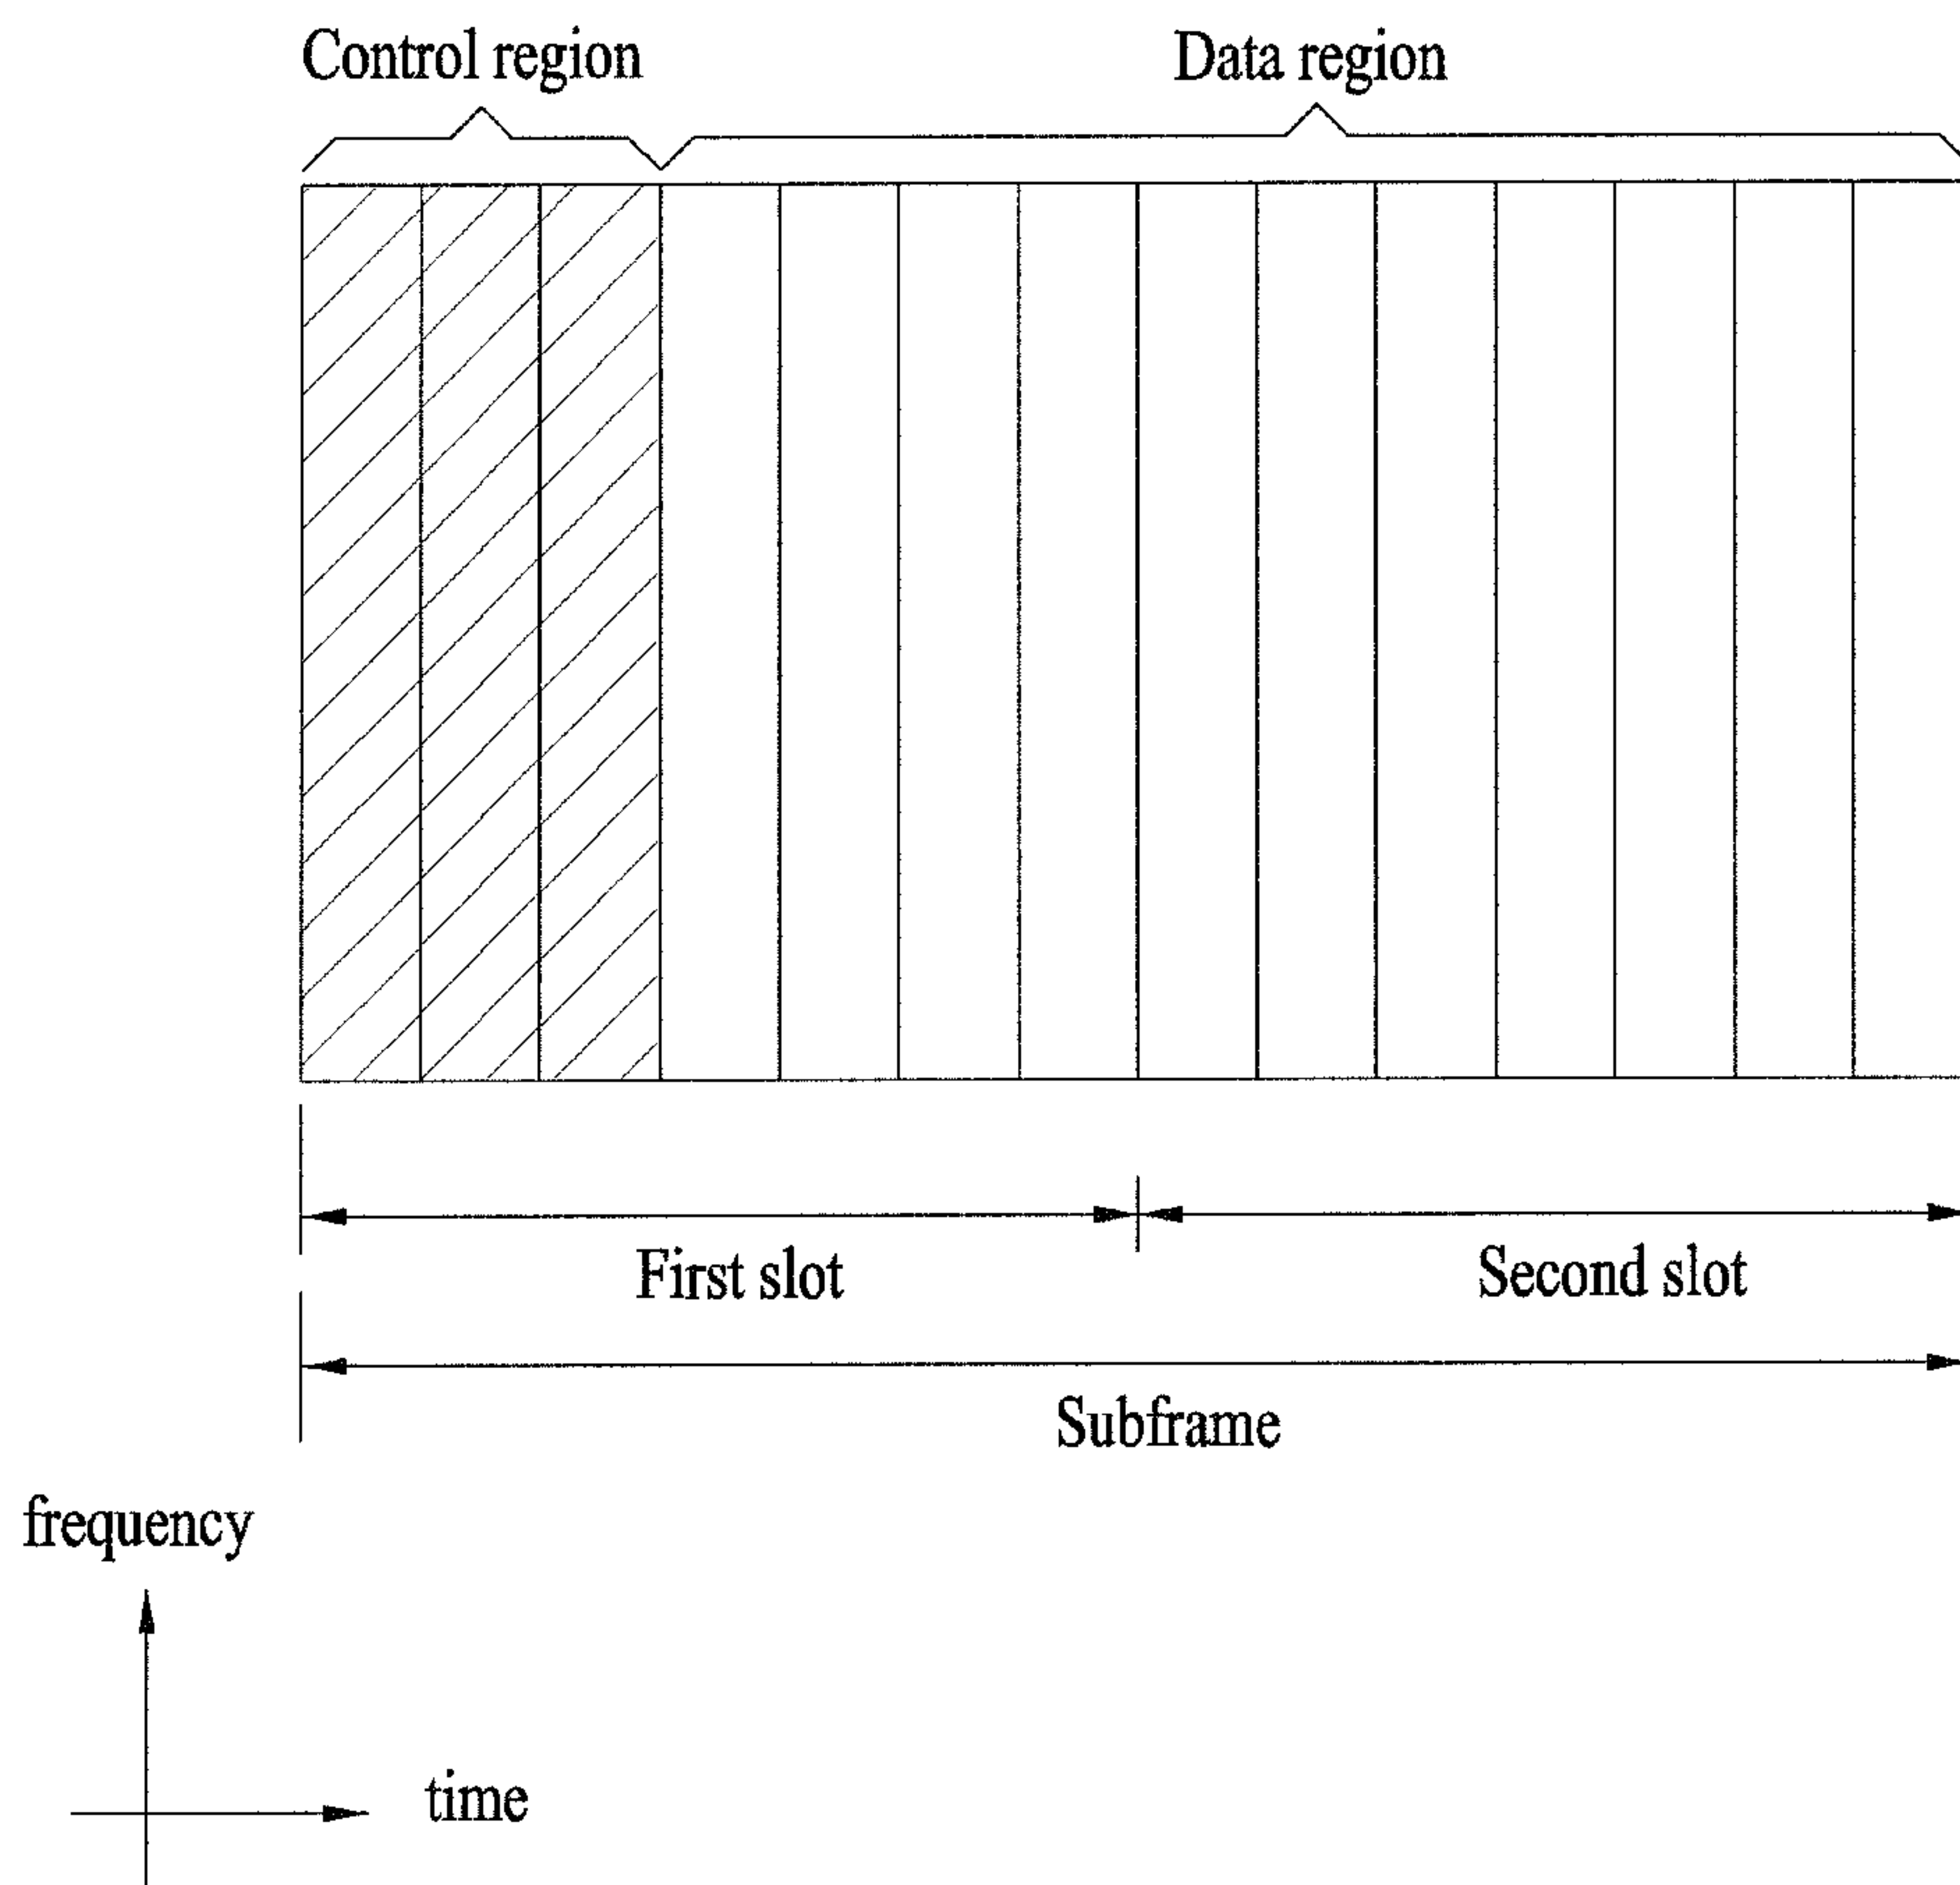 Control region
Data region
First slot
Second slot
Subframe
frequency
time